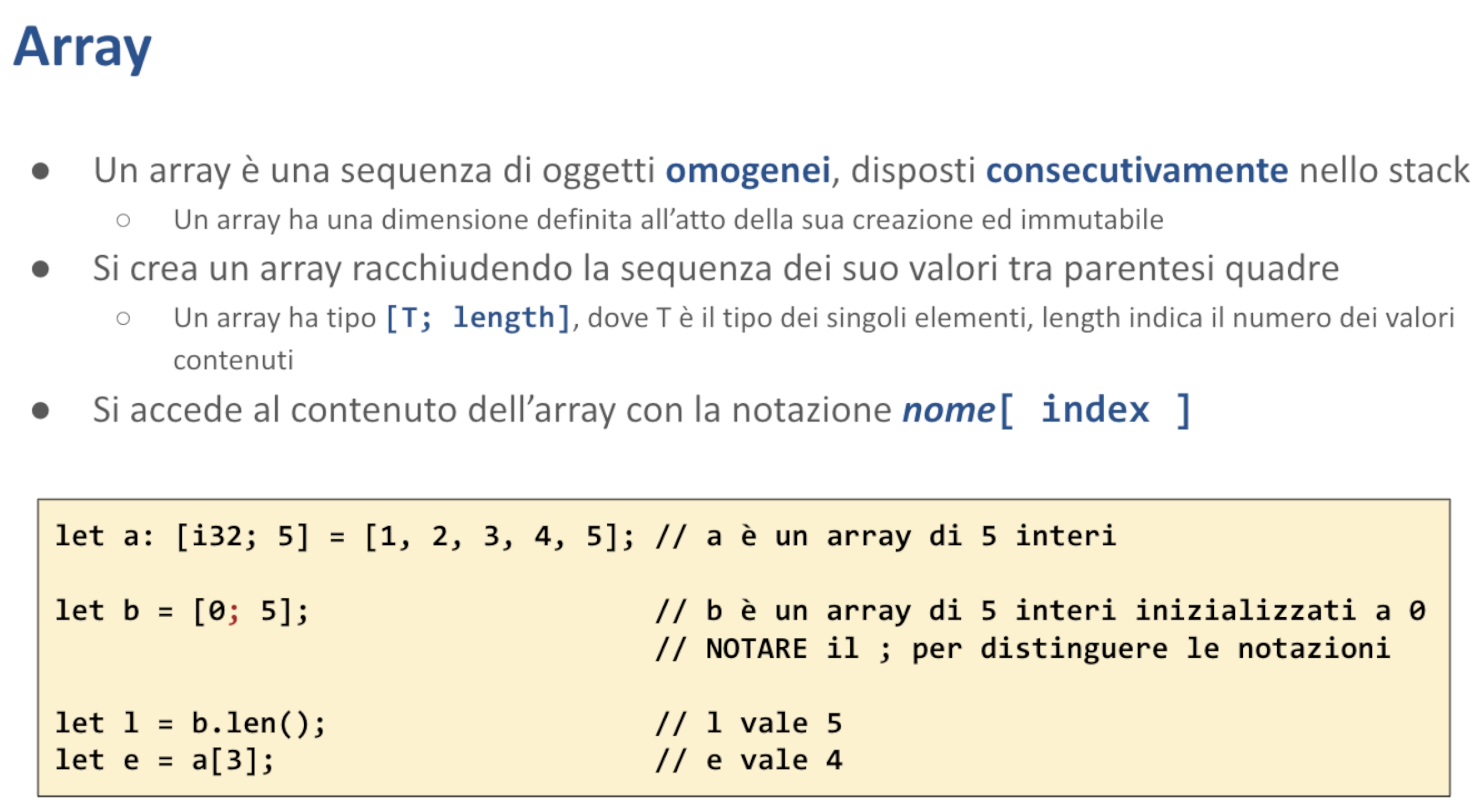 Array
● Un array è una sequenza di oggetti omogenei, disposti consecutivamente nello stack
○ Un array ha una dimensione definita all’atto della sua creazione ed immutabile
● Si crea un array racchiudendo la sequenza dei suo valori tra parentesi quadre
○ Un array ha tipo [T; length], dove T è il tipo dei singoli elementi, length indica il numero dei valori
contenuti
● Si accede al contenuto dell’array con la notazione nome[ index ]
let a: [i32; 5] = [1, 2, 3, 4, 5]; // a è un array di 5 interi
let b = [0; 5]; // b è un array di 5 interi inizializzati a 0
// NOTARE il ; per distinguere le notazioni
let l = b.len(); // l vale 5
let e = a[3]; // e vale 4